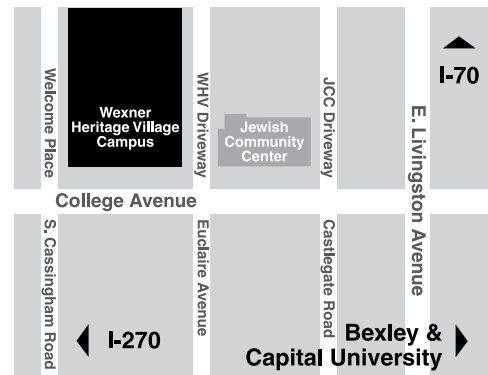 I-70
Welcome Place
Wexner
Heritage Village
Campus
WHV Driveway
Jewish
Community
Center
JCC Driveway
E. Livingston Avenue
College Avenue
S. Cassingham Road
Euclaire Avenue
Castlegate Road
I-270
Bexley &
Capital University